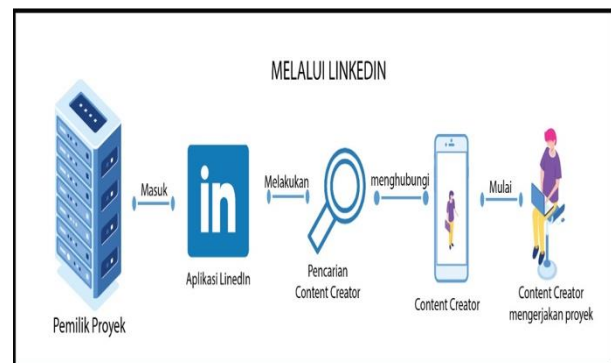 MELALUI LINKEDIN
Masuk
Melakukan
menghubungi
Mulai
in
Aplikasi LinedIn
Pencarian
Content Creator
Content Creator
Content Creator
mengerjakan proyek
Pemilik Proyek